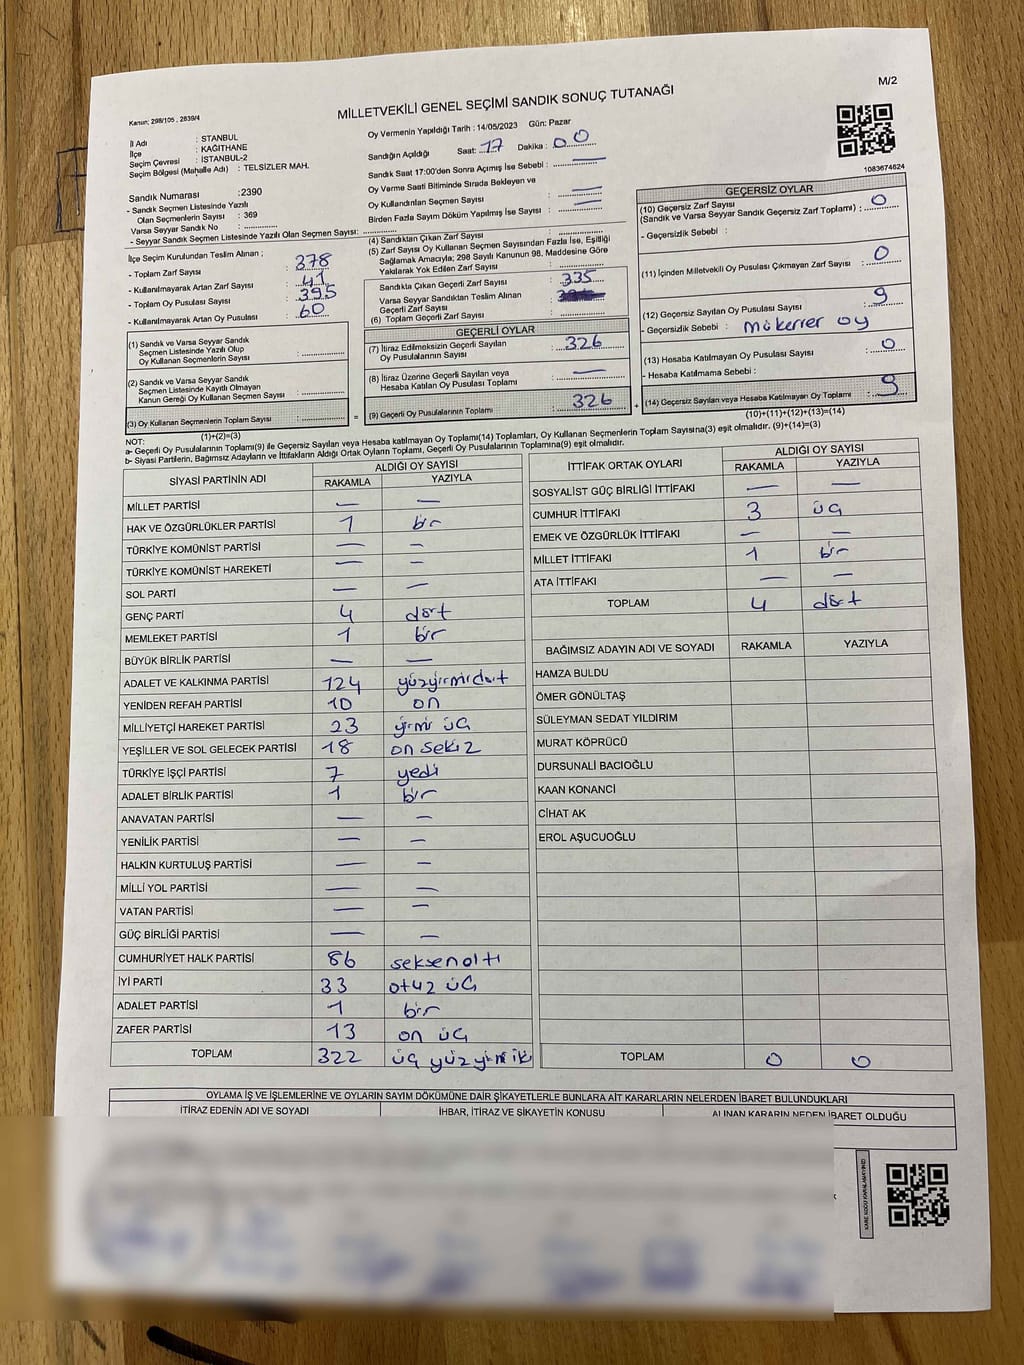 M/2
MİLLETVEKİLİ GENEL SEÇİMİ SANDIK SONUÇ TUTANAĞI
Kanun: 298/105 , 2839/4
İl Adı : STANBUL
İlçe : KAĞITHANE
Seçim Çevresi : İSTANBUL-2
Seçim Bölgesi (Mahalle Adı) : TELSİZLER MAH.
Sandık Numarası : 2390
- Sandık Seçmen Listesinde Yazılı
Olan Seçmenlerin Sayısı : 369
Varsa Seyyar Sandık No :
- Seyyar Sandık Seçmen Listesinde Yazılı Olan Seçmen Sayısı:
İlçe Seçim Kurulundan Teslim Alınan ;
- Toplam Zarf Sayısı : 378
- Kullanılmayarak Artan Zarf Sayısı : 41
- Toplam Oy Pusulası Sayısı : 395
- Kullanılmayarak Artan Oy Pusulası : 60
Oy Vermenin Yapıldığı Tarih : 14/05/2023 Gün: Pazar
Sandığın Açıldığı Saat: 17 Dakika : 00
Sandık Saat 17:00'den Sonra Açımış İse Sebebi : —
Oy Verme Saati Bitiminde Sırada Bekleyen ve
Oy Kullandırılan Seçmen Sayısı : —
Birden Fazla Sayım Döküm Yapılmış İse Sayısı : —
(4) Sandıktan Çıkan Zarf Sayısı :
(5) Zarf Sayısı Oy Kullanan Seçmen Sayısından Fazla İse, Eşitliği
Sağlamak Amacıyla; 298 Sayılı Kanunun 98. Maddesine Göre
Yakılarak Yok Edilen Zarf Sayısı :
Sandıkta Çıkan Geçerli Zarf Sayısı : 335
Varsa Seyyar Sandıktan Teslim Alınan
Geçerli Zarf Sayısı :
(6) Toplam Geçerli Zarf Sayısı :
1083674624
GEÇERSİZ OYLAR
(10) Geçersiz Zarf Sayısı
(Sandık ve Varsa Seyyar Sandık Geçersiz Zarf Toplamı) : 0
- Geçersizlik Sebebi :
(11) İçinden Milletvekili Oy Pusulası Çıkmayan Zarf Sayısı : 0
(12) Geçersiz Sayılan Oy Pusulası Sayısı : 9
- Geçersizlik Sebebi : mükerrer oy
(13) Hesaba Katılmayan Oy Pusulası Sayısı : 0
- Hesaba Katılmama Sebebi :
(14) Geçersiz Sayılan veya Hesaba Katılmayan Oy Toplamı : 9
(10)+(11)+(12)+(13)=(14)
(1) Sandık ve Varsa Seyyar Sandık
Seçmen Listesinde Yazılı Olup
Oy Kullanan Seçmenlerin Sayısı :
(2) Sandık ve Varsa Seyyar Sandık
Seçmen Listesinde Kayıtlı Olmayan
Kanun Gereği Oy Kullanan Seçmen Sayısı :
(3) Oy Kullanan Seçmenlerin Toplam Sayısı :
(1)+(2)=(3)
=
GEÇERLİ OYLAR
(7) İtiraz Edilmeksizin Geçerli Sayılan
Oy Pusulalarının Sayısı : 326
(8) İtiraz Üzerine Geçerli Sayılan veya
Hesaba Katılan Oy Pusulası Toplamı : —
(9) Geçerli Oy Pusulalarının Toplamı : 326
+
NOT:
a- Geçerli Oy Pusulalarının Toplamı(9) ile Geçersiz Sayılan veya Hesaba katılmayan Oy Toplamı(14) Toplamları, Oy Kullanan Seçmenlerin Toplam Sayısına(3) eşit olmalıdır. (9)+(14)=(3)
b- Siyasi Partilerin, Bağımsız Adayların ve İttifakların Aldığı Ortak Oyların Toplamı, Geçerli Oy Pusulalarının Toplamına(9) eşit olmalıdır.
SİYASİ PARTİNİN ADI ALDIĞI OY SAYISI
RAKAMLA YAZIYLA
MİLLET PARTİSİ — —
HAK VE ÖZGÜRLÜKLER PARTİSİ 1 bir
TÜRKİYE KOMÜNİST PARTİSİ — —
TÜRKİYE KOMÜNİST HAREKETİ — —
SOL PARTİ — —
GENÇ PARTİ 4 dört
MEMLEKET PARTİSİ 1 bir
BÜYÜK BİRLİK PARTİSİ — —
ADALET VE KALKINMA PARTİSİ 124 yüzyirmidört
YENİDEN REFAH PARTİSİ 10 on
MİLLİYETÇİ HAREKET PARTİSİ 23 yirmi üç
YEŞİLLER VE SOL GELECEK PARTİSİ 18 on sekiz
TÜRKİYE İŞÇİ PARTİSİ 7 yedi
ADALET BİRLİK PARTİSİ 1 bir
ANAVATAN PARTİSİ — —
YENİLİK PARTİSİ — —
HALKIN KURTULUŞ PARTİSİ — —
MİLLİ YOL PARTİSİ — —
VATAN PARTİSİ — —
GÜÇ BİRLİĞİ PARTİSİ — —
CUMHURİYET HALK PARTİSİ 86 seksen altı
İYİ PARTİ 33 otuz üç
ADALET PARTİSİ 1 bir
ZAFER PARTİSİ 13 on üç
TOPLAM 322 üç yüz yirmi iki
İTTİFAK ORTAK OYLARI ALDIĞI OY SAYISI
RAKAMLA YAZIYLA
SOSYALİST GÜÇ BİRLİĞİ İTTİFAKI — —
CUMHUR İTTİFAKI 3 üç
EMEK VE ÖZGÜRLÜK İTTİFAKI — —
MİLLET İTTİFAKI 1 bir
ATA İTTİFAKI — —
TOPLAM 4 dört
BAĞIMSIZ ADAYIN ADI VE SOYADI RAKAMLA YAZIYLA
HAMZA BULDU
ÖMER GÖNÜLTAŞ
SÜLEYMAN SEDAT YILDIRIM
MURAT KÖPRÜCÜ
DURSUNALİ BACIOĞLU
KAAN KONANCİ
CİHAT AK
EROL AŞUCUOĞLU
TOPLAM 0 0
OYLAMA İŞ VE İŞLEMLERİNE VE OYLARIN SAYIM DÖKÜMÜNE DAİR ŞİKAYETLERLE BUNLARA AİT KARARLARIN NELERDEN İBARET BULUNDUKLARI
İTİRAZ EDENİN ADI VE SOYADI İHBAR, İTİRAZ VE ŞİKAYETİN KONUSU ALINAN KARARIN NEDEN İBARET OLDUĞU
KARE KODU KARALAMAYINIZ!